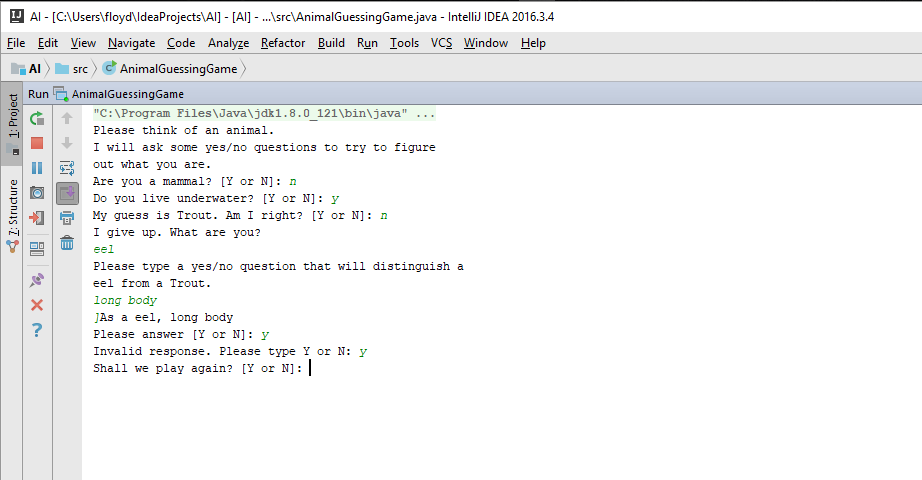 AI - [C:\Users\floyd\IdeaProjects\AI] - [AI] - ...\src\AnimalGuessingGame.java - IntelliJ IDEA 2016.3.4
File Edit View Navigate Code Analyze Refactor Build Run Tools VCS Window Help
AI src AnimalGuessingGame
Run AnimalGuessingGame
1: Project
7: Structure
"C:\Program Files\Java\jdk1.8.0_121\bin\java" ...
Please think of an animal.
I will ask some yes/no questions to try to figure
out what you are.
Are you a mammal? [Y or N]: n
Do you live underwater? [Y or N]: y
My guess is Trout. Am I right? [Y or N]: n
I give up. What are you?
eel
Please type a yes/no question that will distinguish a
eel from a Trout.
long body
]As a eel, long body
Please answer [Y or N]: y
Invalid response. Please type Y or N: y
Shall we play again? [Y or N]: